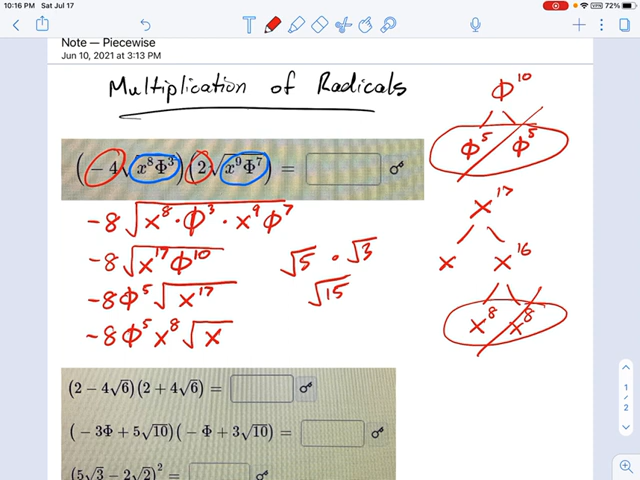 10:16 PM Sat Jul 17
VPN 72%
T
Note — Piecewise
Jun 10, 2021 at 3:13 PM
Multiplication of Radicals
(−4√x⁸Φ³)(2√x⁹Φ⁷) =
-8√x⁸·Φ³·x⁹Φ⁷
-8√x¹⁷Φ¹⁰
-8Φ⁵√x¹⁷
-8Φ⁵x⁸√x
√5 · √3
√15
Φ¹⁰
Φ⁵ Φ⁵
x¹⁷
x x¹⁶
x⁸ x⁸
(2 − 4√6)(2 + 4√6) =
(− 3Φ + 5√10)(− Φ + 3√10) =
(5√3 − 2√2)² =
1
/
2